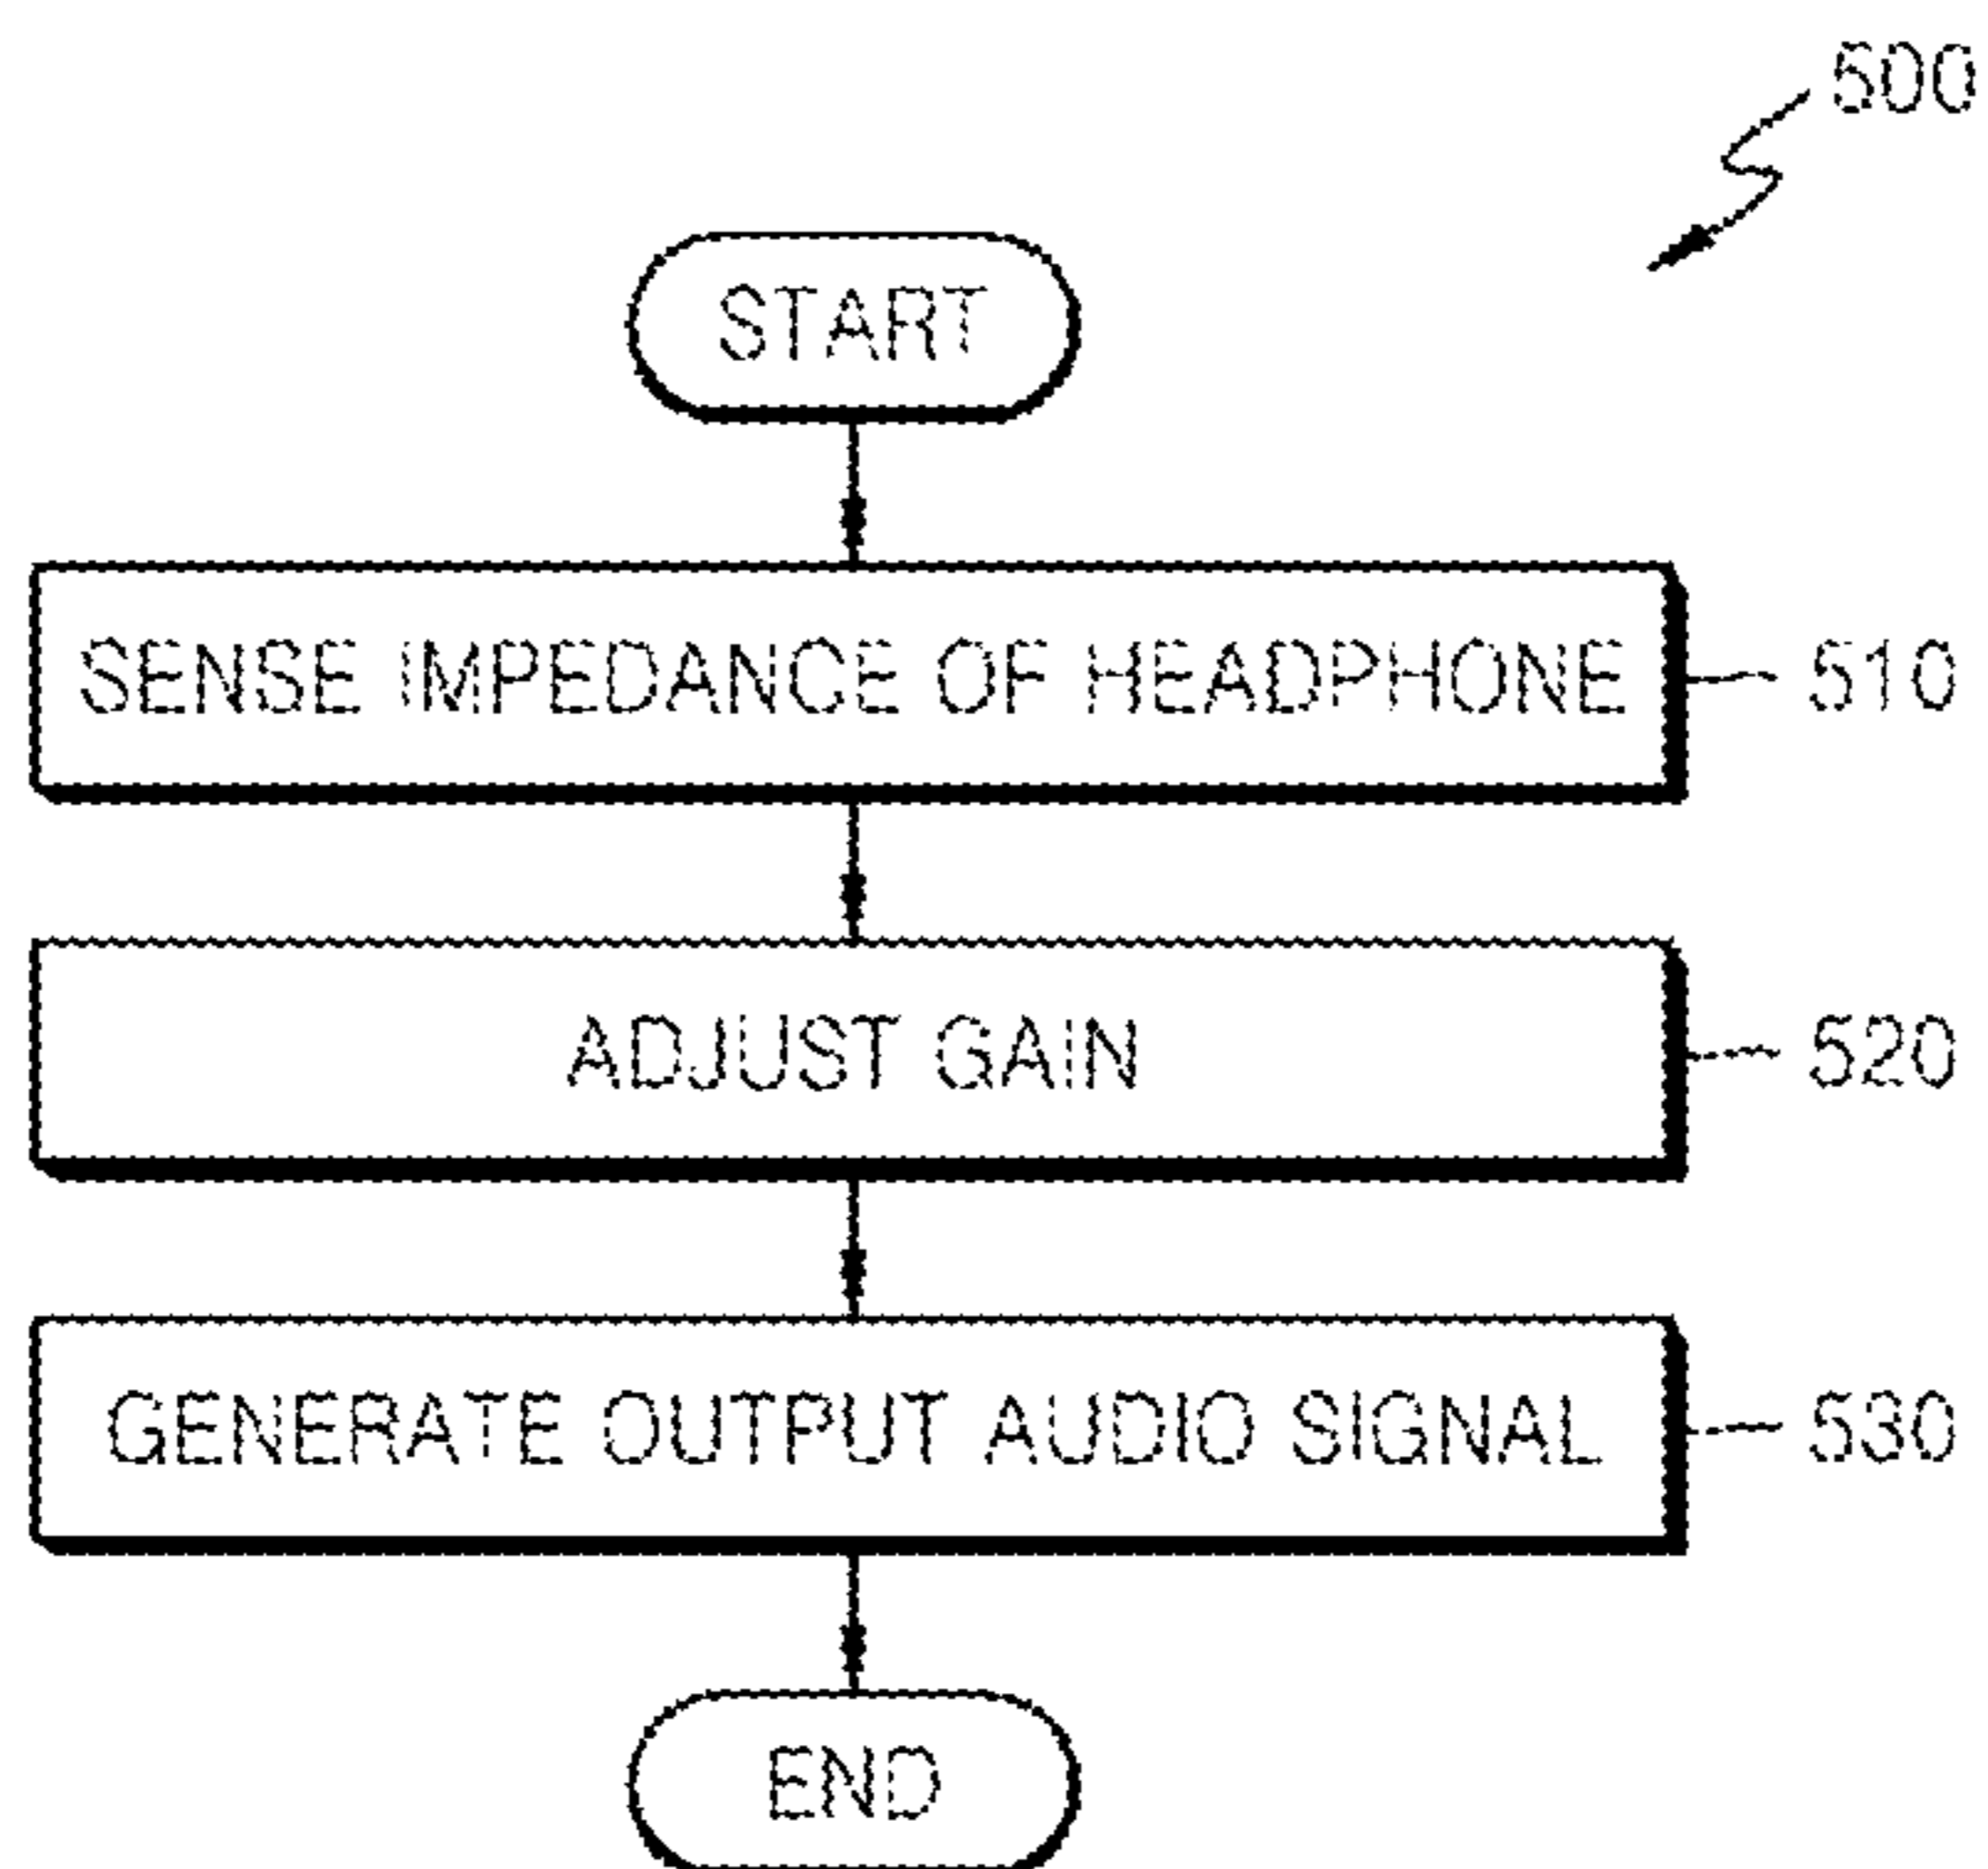 500
START
SENSE IMPEDANCE OF HEADPHONE
510
ADJUST GAIN
520
GENERATE OUTPUT AUDIO SIGNAL
530
END